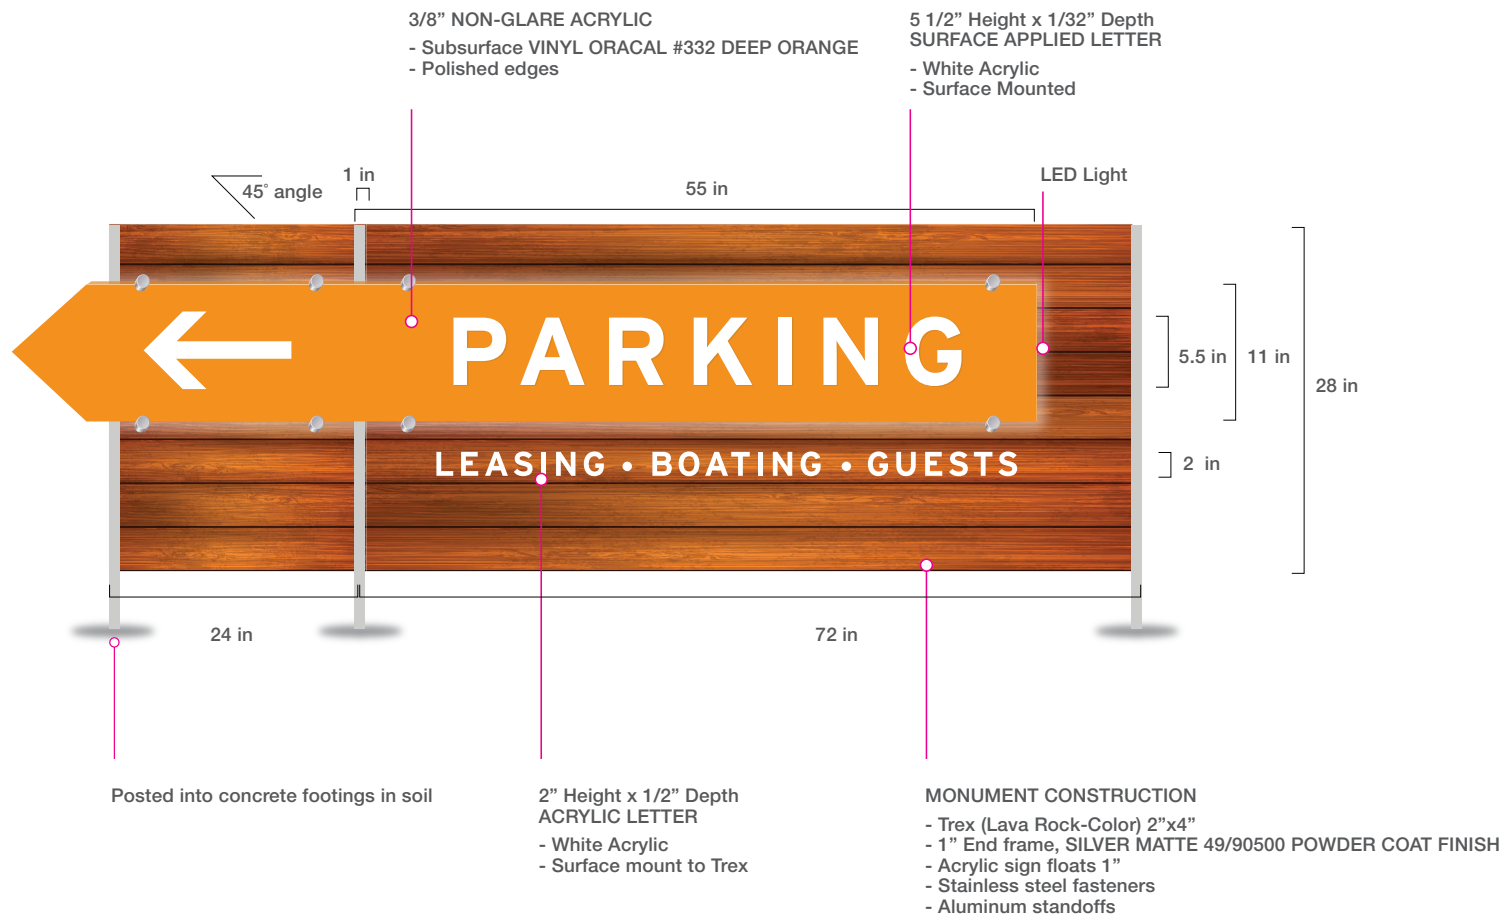 3/8” NON-GLARE ACRYLIC
- Subsurface VINYL ORACAL #332 DEEP ORANGE
- Polished edges
5 1/2” Height x 1/32” Depth
SURFACE APPLIED LETTER
- White Acrylic
- Surface Mounted
45° angle
1 in
55 in
LED Light
PARKING
5.5 in
11 in
28 in
LEASING • BOATING • GUESTS
2 in
24 in
72 in
Posted into concrete footings in soil
2” Height x 1/2” Depth
ACRYLIC LETTER
- White Acrylic
- Surface mount to Trex
MONUMENT CONSTRUCTION
- Trex (Lava Rock-Color) 2”x4”
- 1” End frame, SILVER MATTE 49/90500 POWDER COAT FINISH
- Acrylic sign floats 1”
- Stainless steel fasteners
- Aluminum standoffs